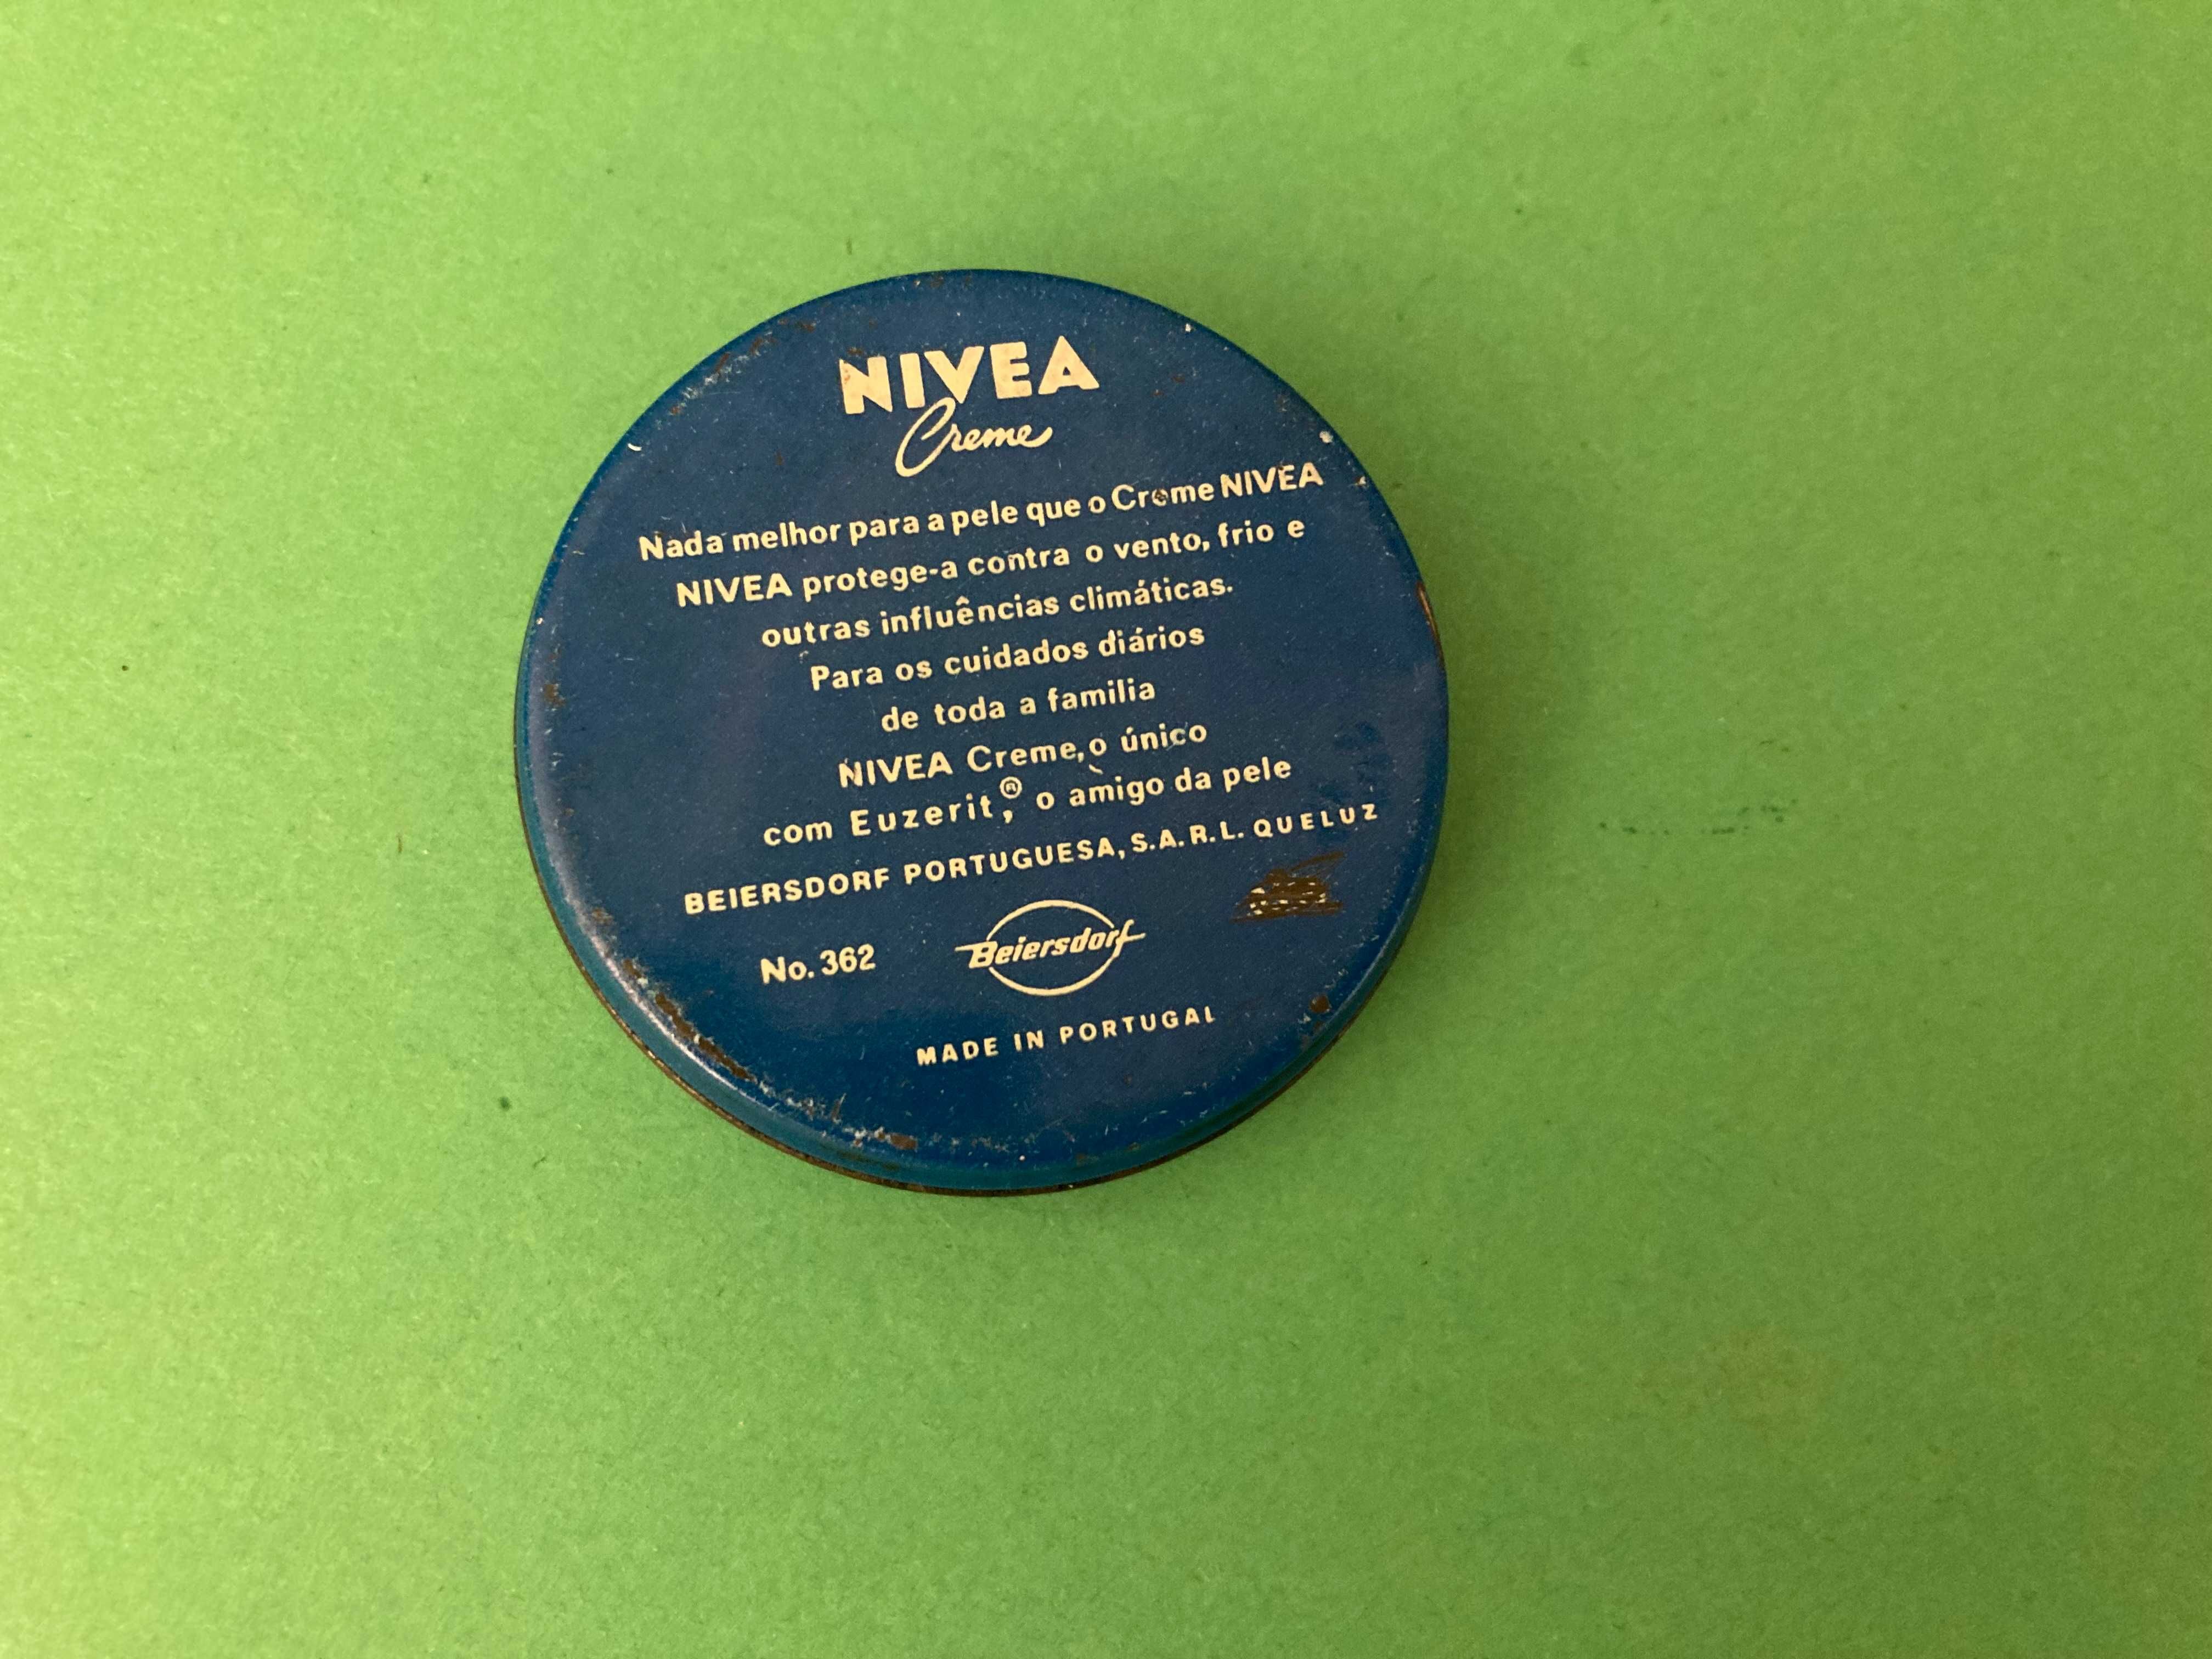 NIVEA
Creme
Nada melhor para a pele que o Creme NIVEA
NIVEA protege-a contra o vento, frio e
outras influências climáticas.
Para os cuidados diários
de toda a familia
NIVEA Creme, o único
com Euzerit,® o amigo da pele
BEIERSDORF PORTUGUESA, S.A.R.L. QUELUZ
No. 362
Beiersdorf
MADE IN PORTUGAL